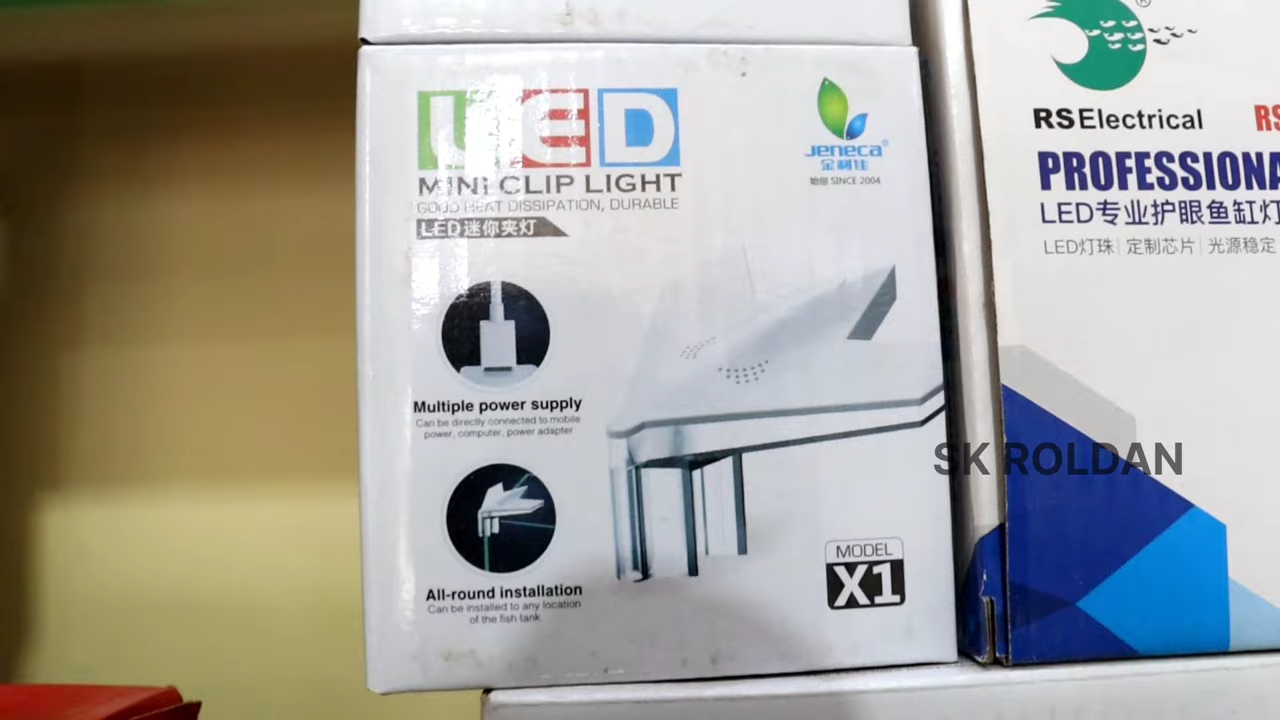 LED
MINI CLIP LIGHT
GOOD HEAT DISSIPATION, DURABLE
LED迷你夹灯
Jeneca®
金利佳
始创 SINCE 2004
Multiple power supply
Can be directly connected to mobile
power, computer, power adapter
All-round installation
Can be installed to any location
of the fish tank
MODEL
X1
®
RSElectrical
RS
PROFESSIONA
LED专业护眼鱼缸灯
LED灯珠 | 定制芯片 | 光源稳定
SK ROLDAN